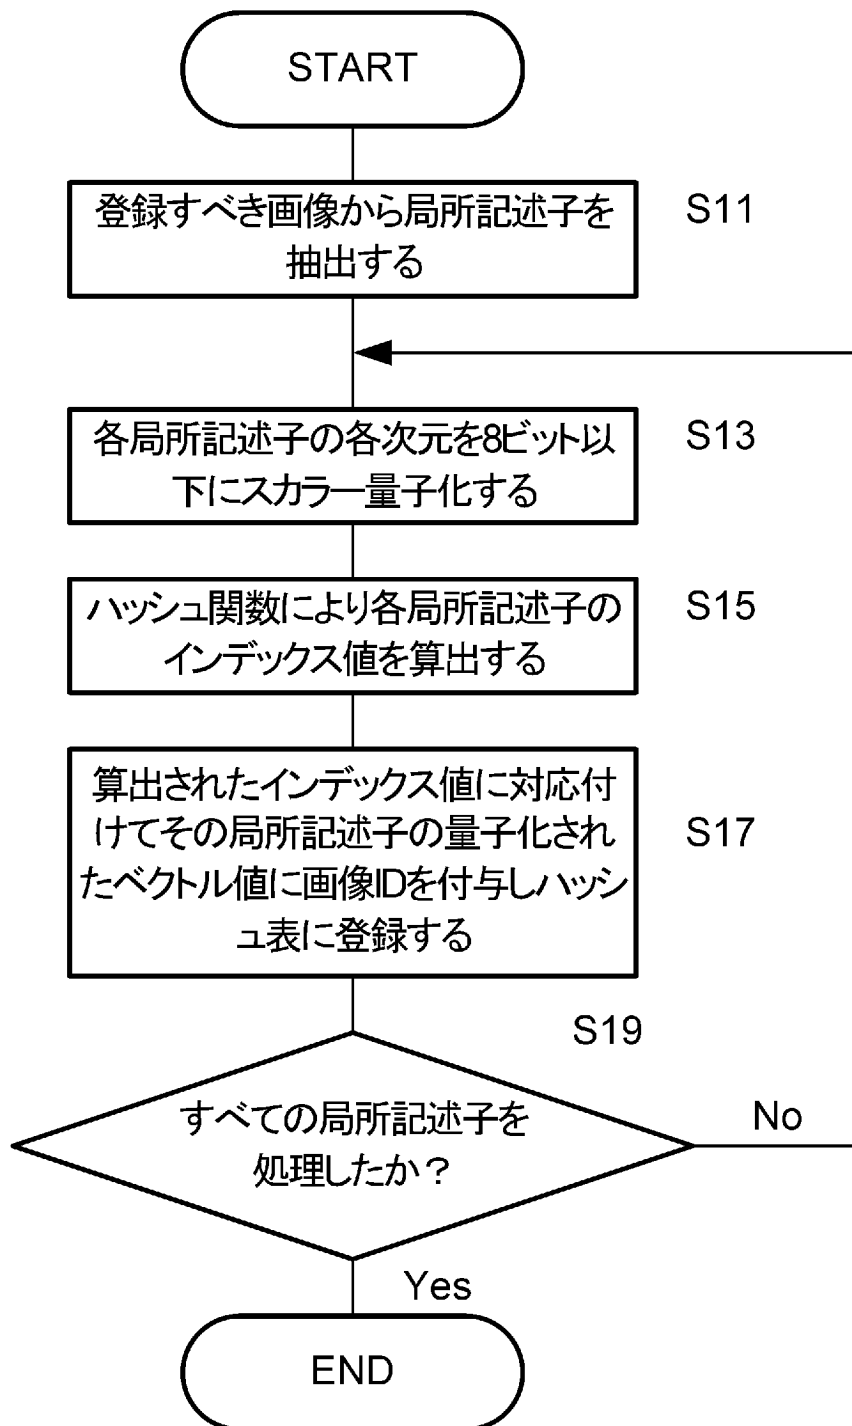 START
登録すべき画像から局所記述子を
抽出する
S11
各局所記述子の各次元を8ビット以
下にスカラー量子化する
S13
ハッシュ関数により各局所記述子の
インデックス値を算出する
S15
算出されたインデックス値に対応付
けてその局所記述子の量子化され
たベクトル値に画像IDを付与しハッシ
ュ表に登録する
S17
S19
すべての局所記述子を
処理したか？
No
Yes
END